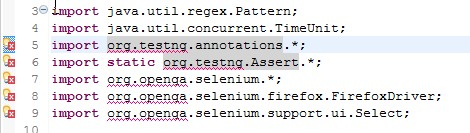 3 import java.util.regex.Pattern;
4 import java.util.concurrent.TimeUnit;
5 import org.testng.annotations.*;
6 import static org.testng.Assert.*;
7 import org.openqa.selenium.*;
8 import org.openqa.selenium.firefox.FirefoxDriver;
9 import org.openqa.selenium.support.ui.Select;
10